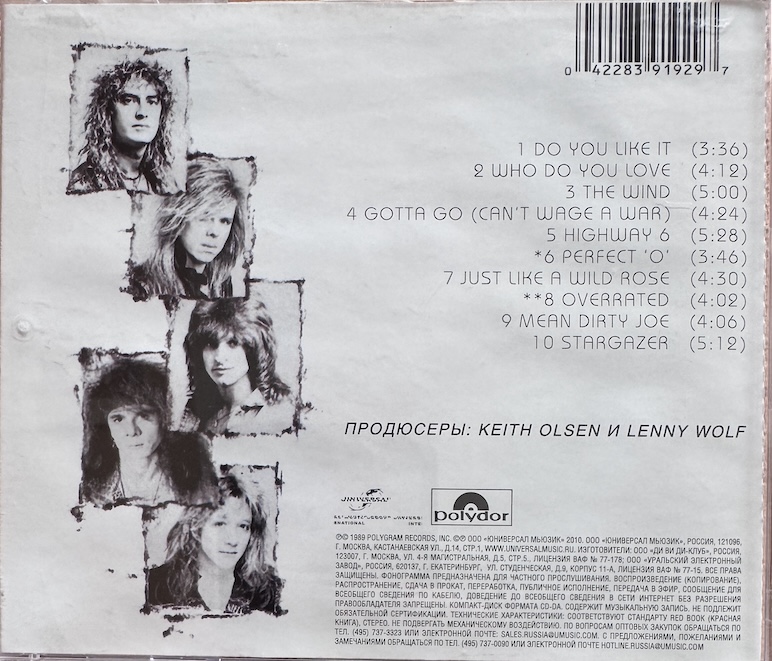 0 42283 91929 7
1 DO YOU LIKE IT (3:36)
2 WHO DO YOU LOVE (4:12)
3 THE WIND (5:00)
4 GOTTA GO (CAN'T WAGE A WAR) (4:24)
5 HIGHWAY 6 (5:28)
*6 PERFECT 'O' (3:46)
7 JUST LIKE A WILD ROSE (4:30)
**8 OVERRATED (4:02)
9 MEAN DIRTY JOE (4:06)
10 STARGAZER (5:12)
ПРОДЮСЕРЫ: KEITH OLSEN И LENNY WOLF
UNIVERSAL
polydor
℗© 1989 POLYGRAM RECORDS, INC. ©℗ ООО «ЮНИВЕРСАЛ МЬЮЗИК» 2010. ООО «ЮНИВЕРСАЛ МЬЮЗИК», РОССИЯ, 121096,
Г. МОСКВА, КАСТАНАЕВСКАЯ УЛ., Д.14, СТР.1, WWW.UNIVERSALMUSIC.RU. ИЗГОТОВИТЕЛИ: ООО «ДИ ВИ ДИ-КЛУБ», РОССИЯ,
123007, Г. МОСКВА, УЛ. 4-Я МАГИСТРАЛЬНАЯ, Д.5, СТР.5., ЛИЦЕНЗИЯ ВАФ № 77-178; ООО «УРАЛЬСКИЙ ЭЛЕКТРОННЫЙ
ЗАВОД», РОССИЯ, 620137, Г. ЕКАТЕРИНБУРГ, УЛ. СТУДЕНЧЕСКАЯ, Д.9, КОРПУС 11-А, ЛИЦЕНЗИЯ ВАФ № 77-15. ВСЕ ПРАВА
ЗАЩИЩЕНЫ. ФОНОГРАММА ПРЕДНАЗНАЧЕНА ДЛЯ ЧАСТНОГО ПРОСЛУШИВАНИЯ. ВОСПРОИЗВЕДЕНИЕ (КОПИРОВАНИЕ),
РАСПРОСТРАНЕНИЕ, СДАЧА В ПРОКАТ, ПЕРЕРАБОТКА, ПУБЛИЧНОЕ ИСПОЛНЕНИЕ, ПЕРЕДАЧА В ЭФИР, СООБЩЕНИЕ ДЛЯ
ВСЕОБЩЕГО СВЕДЕНИЯ ПО КАБЕЛЮ, ДОВЕДЕНИЕ ДО ВСЕОБЩЕГО СВЕДЕНИЯ В СЕТИ ИНТЕРНЕТ БЕЗ РАЗРЕШЕНИЯ
ПРАВООБЛАДАТЕЛЯ ЗАПРЕЩЕНЫ. КОМПАКТ-ДИСК ФОРМАТА CD-DA. СОДЕРЖИТ МУЗЫКАЛЬНУЮ ЗАПИСЬ. НЕ ПОДЛЕЖИТ
ОБЯЗАТЕЛЬНОЙ СЕРТИФИКАЦИИ. ТЕХНИЧЕСКИЕ ХАРАКТЕРИСТИКИ: СООТВЕТСТВУЮТ СТАНДАРТУ RED BOOK (КРАСНАЯ
КНИГА), СТЕРЕО. НЕ ПОДВЕРГАТЬ МЕХАНИЧЕСКОМУ ВОЗДЕЙСТВИЮ. ПО ВОПРОСАМ ОПТОВЫХ ЗАКУПОК ОБРАЩАТЬСЯ ПО
ТЕЛ. (495) 737-3323 ИЛИ ЭЛЕКТРОННОЙ ПОЧТЕ: SALES.RUSSIA@UMUSIC.COM. С ПРЕДЛОЖЕНИЯМИ, ПОЖЕЛАНИЯМИ И
ЗАМЕЧАНИЯМИ ОБРАЩАТЬСЯ ПО ТЕЛ. (495) 737-0090 ИЛИ ЭЛЕКТРОННОЙ ПОЧТЕ HOTLINE.RUSSIA@UMUSIC.COM